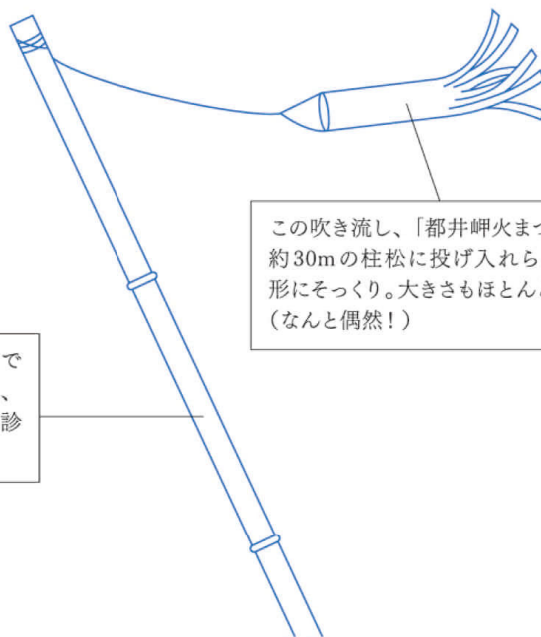 この吹き流し、「都井岬火まつ
約30mの柱松に投げ入れら
形にそっくり。大きさもほとん
（なんと偶然！）
で
、
診